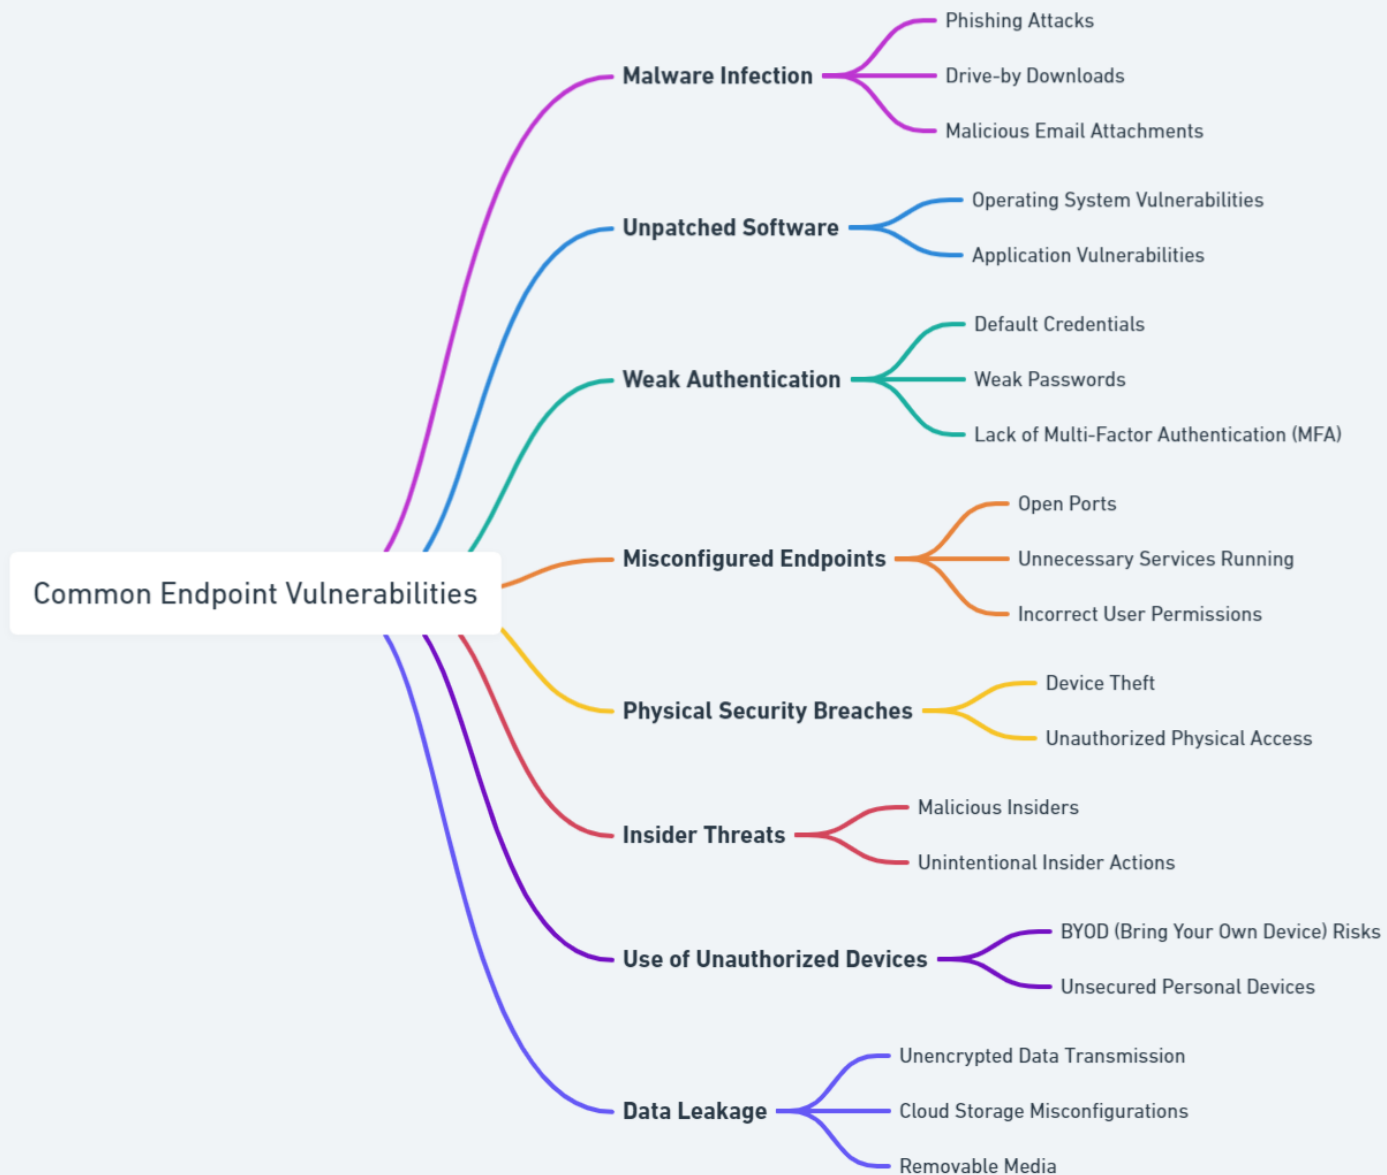 Common Endpoint Vulnerabilities
Malware Infection
Phishing Attacks
Drive-by Downloads
Malicious Email Attachments
Unpatched Software
Operating System Vulnerabilities
Application Vulnerabilities
Weak Authentication
Default Credentials
Weak Passwords
Lack of Multi-Factor Authentication (MFA)
Misconfigured Endpoints
Open Ports
Unnecessary Services Running
Incorrect User Permissions
Physical Security Breaches
Device Theft
Unauthorized Physical Access
Insider Threats
Malicious Insiders
Unintentional Insider Actions
Use of Unauthorized Devices
BYOD (Bring Your Own Device) Risks
Unsecured Personal Devices
Data Leakage
Unencrypted Data Transmission
Cloud Storage Misconfigurations
Removable Media